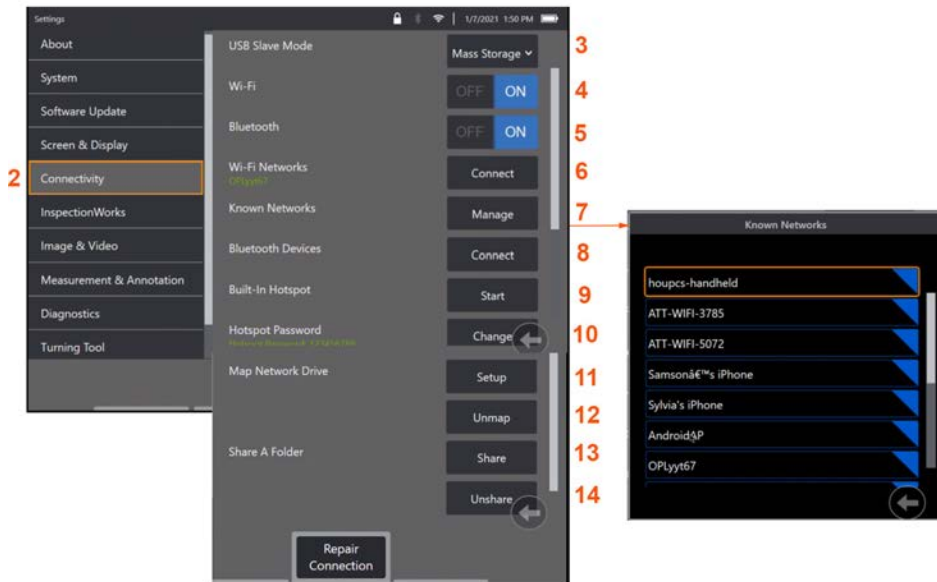 Settings
1/7/2021 1:50 PM
About
System
Software Update
Screen & Display
2
Connectivity
InspectionWorks
Image & Video
Measurement & Annotation
Diagnostics
Turning Tool
USB Slave Mode
Mass Storage
3
Wi-Fi
OFF ON
4
Bluetooth
OFF ON
5
Wi-Fi Networks
Connect
6
OPLyyt67
Known Networks
Manage
7
Bluetooth Devices
Connect
8
Built-In Hotspot
Start
9
Hotspot Password
Change
10
Map Network Drive
Setup
11
Unmap
12
Share A Folder
Share
13
Unshare
14
Repair
Connection
Known Networks
houpcs-handheld
ATT-WIFI-3785
ATT-WIFI-5072
Samsonâ€™s iPhone
Sylvia's iPhone
AndroidAP
OPLyyt67